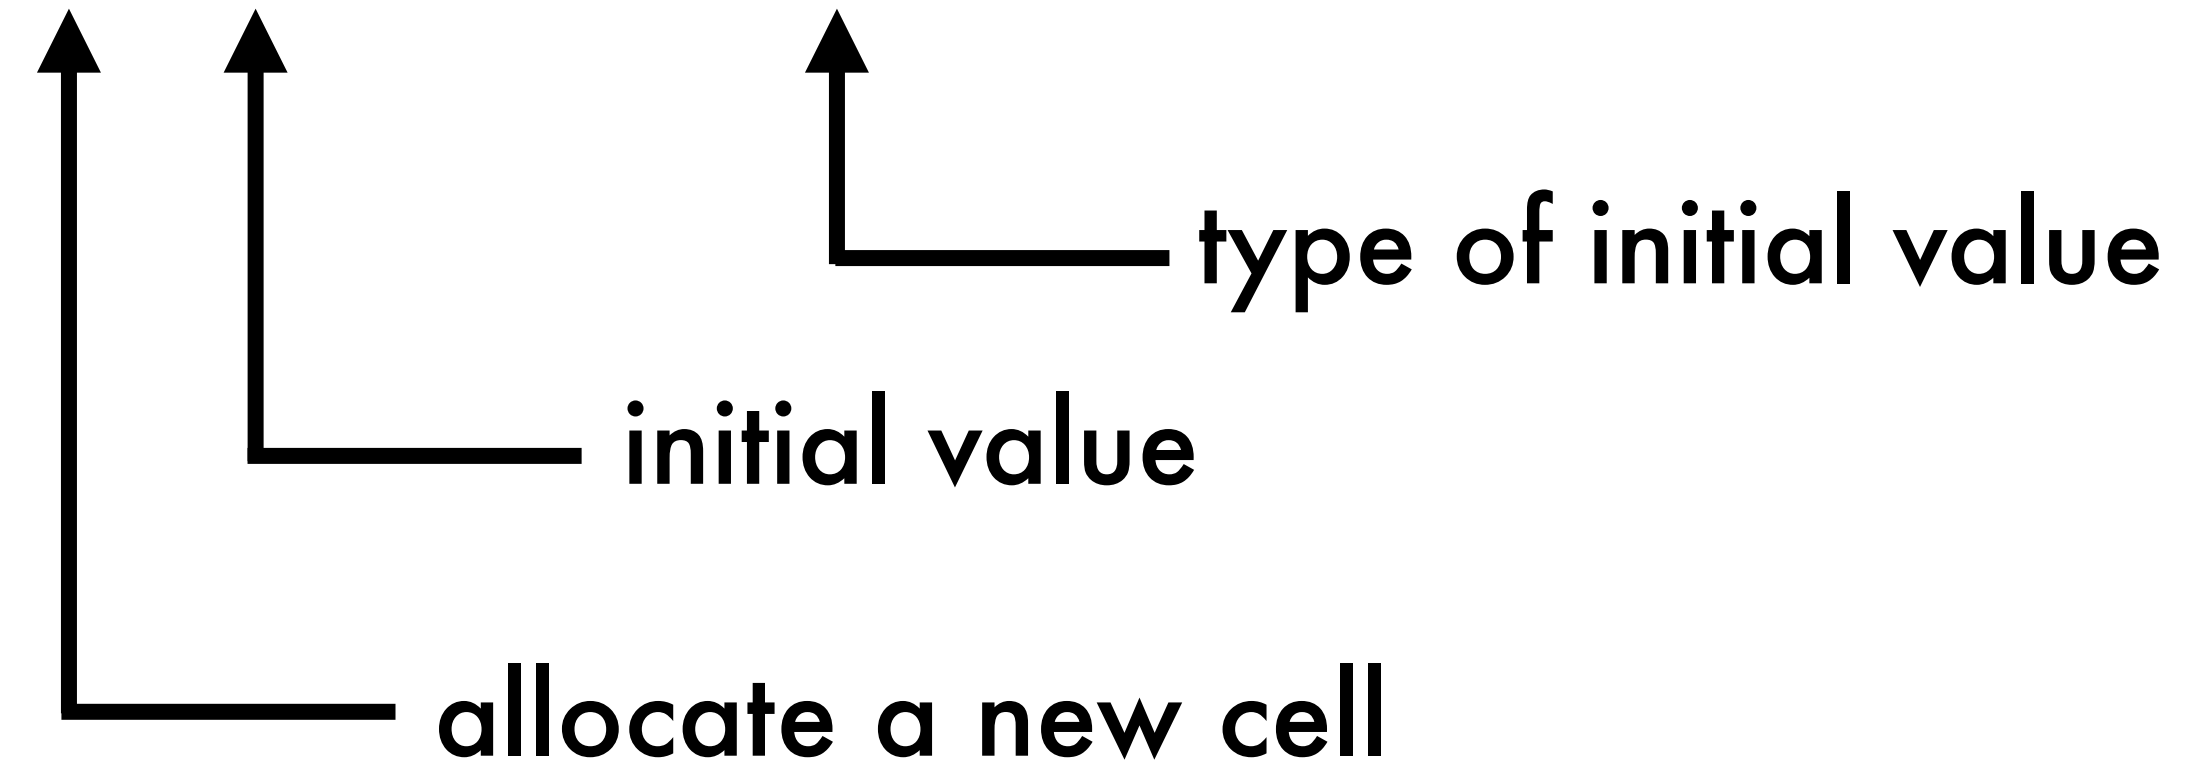 type of initial value
initial value
allocate a new cell